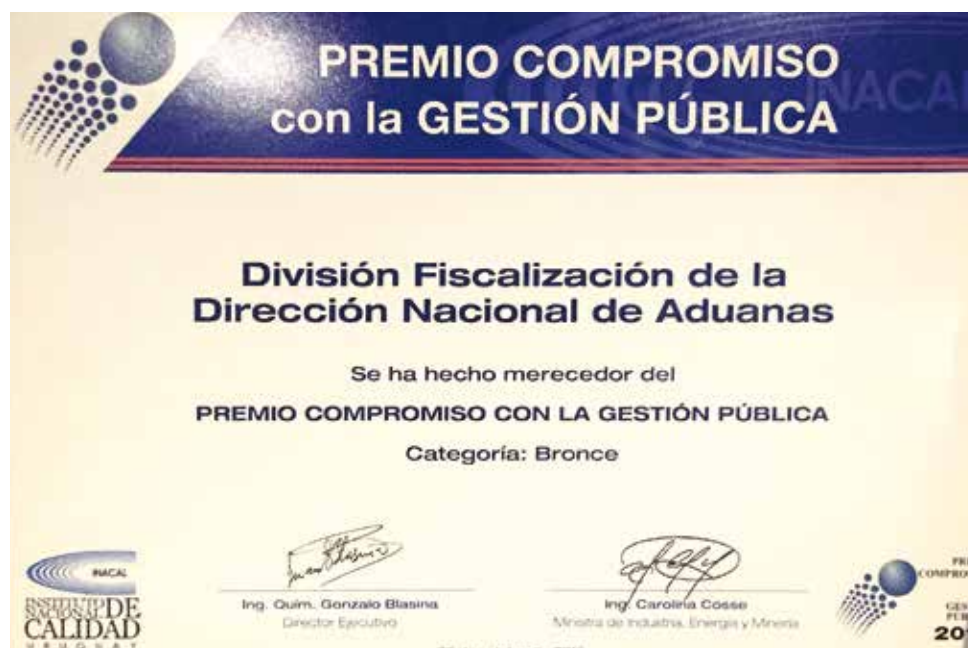 PREMIO COMPROMISO
con la GESTIÓN PÚBLICA
INACAL
División Fiscalización de la
Dirección Nacional de Aduanas
Se ha hecho merecedor del
PREMIO COMPROMISO CON LA GESTIÓN PÚBLICA
Categoría: Bronce
INACAL
INSTITUTO
NACIONAL DE
CALIDAD
URUGUAY
Ing. Quim. Gonzalo Blasina
Director Ejecutivo
Ing. Carolina Cosse
Ministra de Industria, Energía y Minería